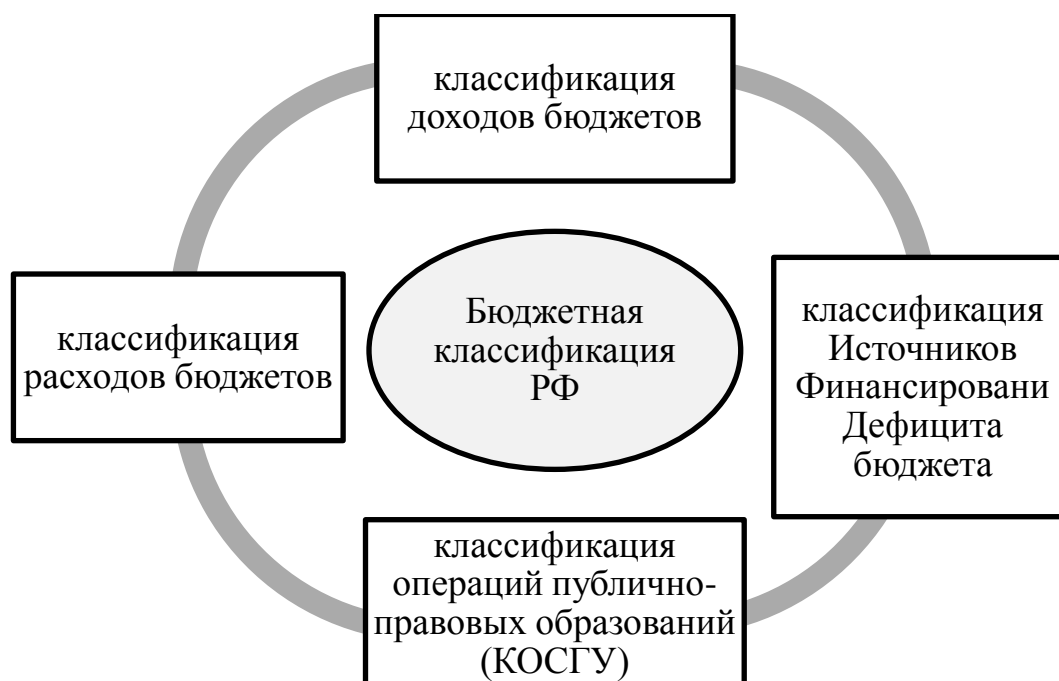 классификация
доходов бюджетов
классификация
расходов бюджетов
Бюджетная
классификация
РФ
классификация
Источников
Финансировани
Дефицита
бюджета
классификация
операций публично-
правовых образований
(КОСГУ)